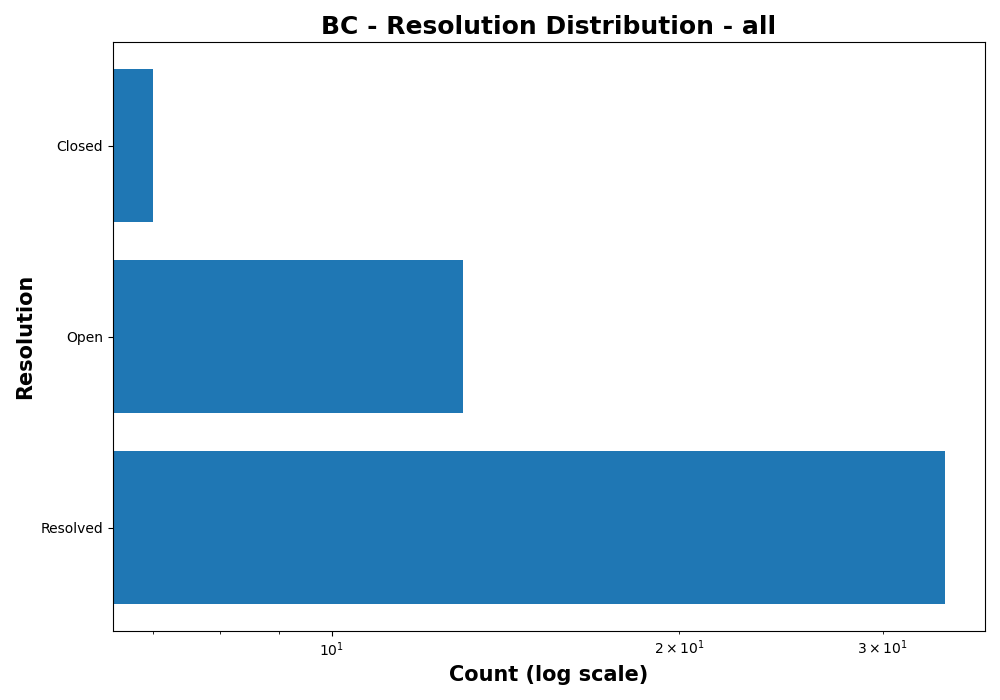 BC - Resolution Distribution - all
Closed
Open
Resolved
Resolution
10¹
2 × 10¹
3 × 10¹
Count (log scale)